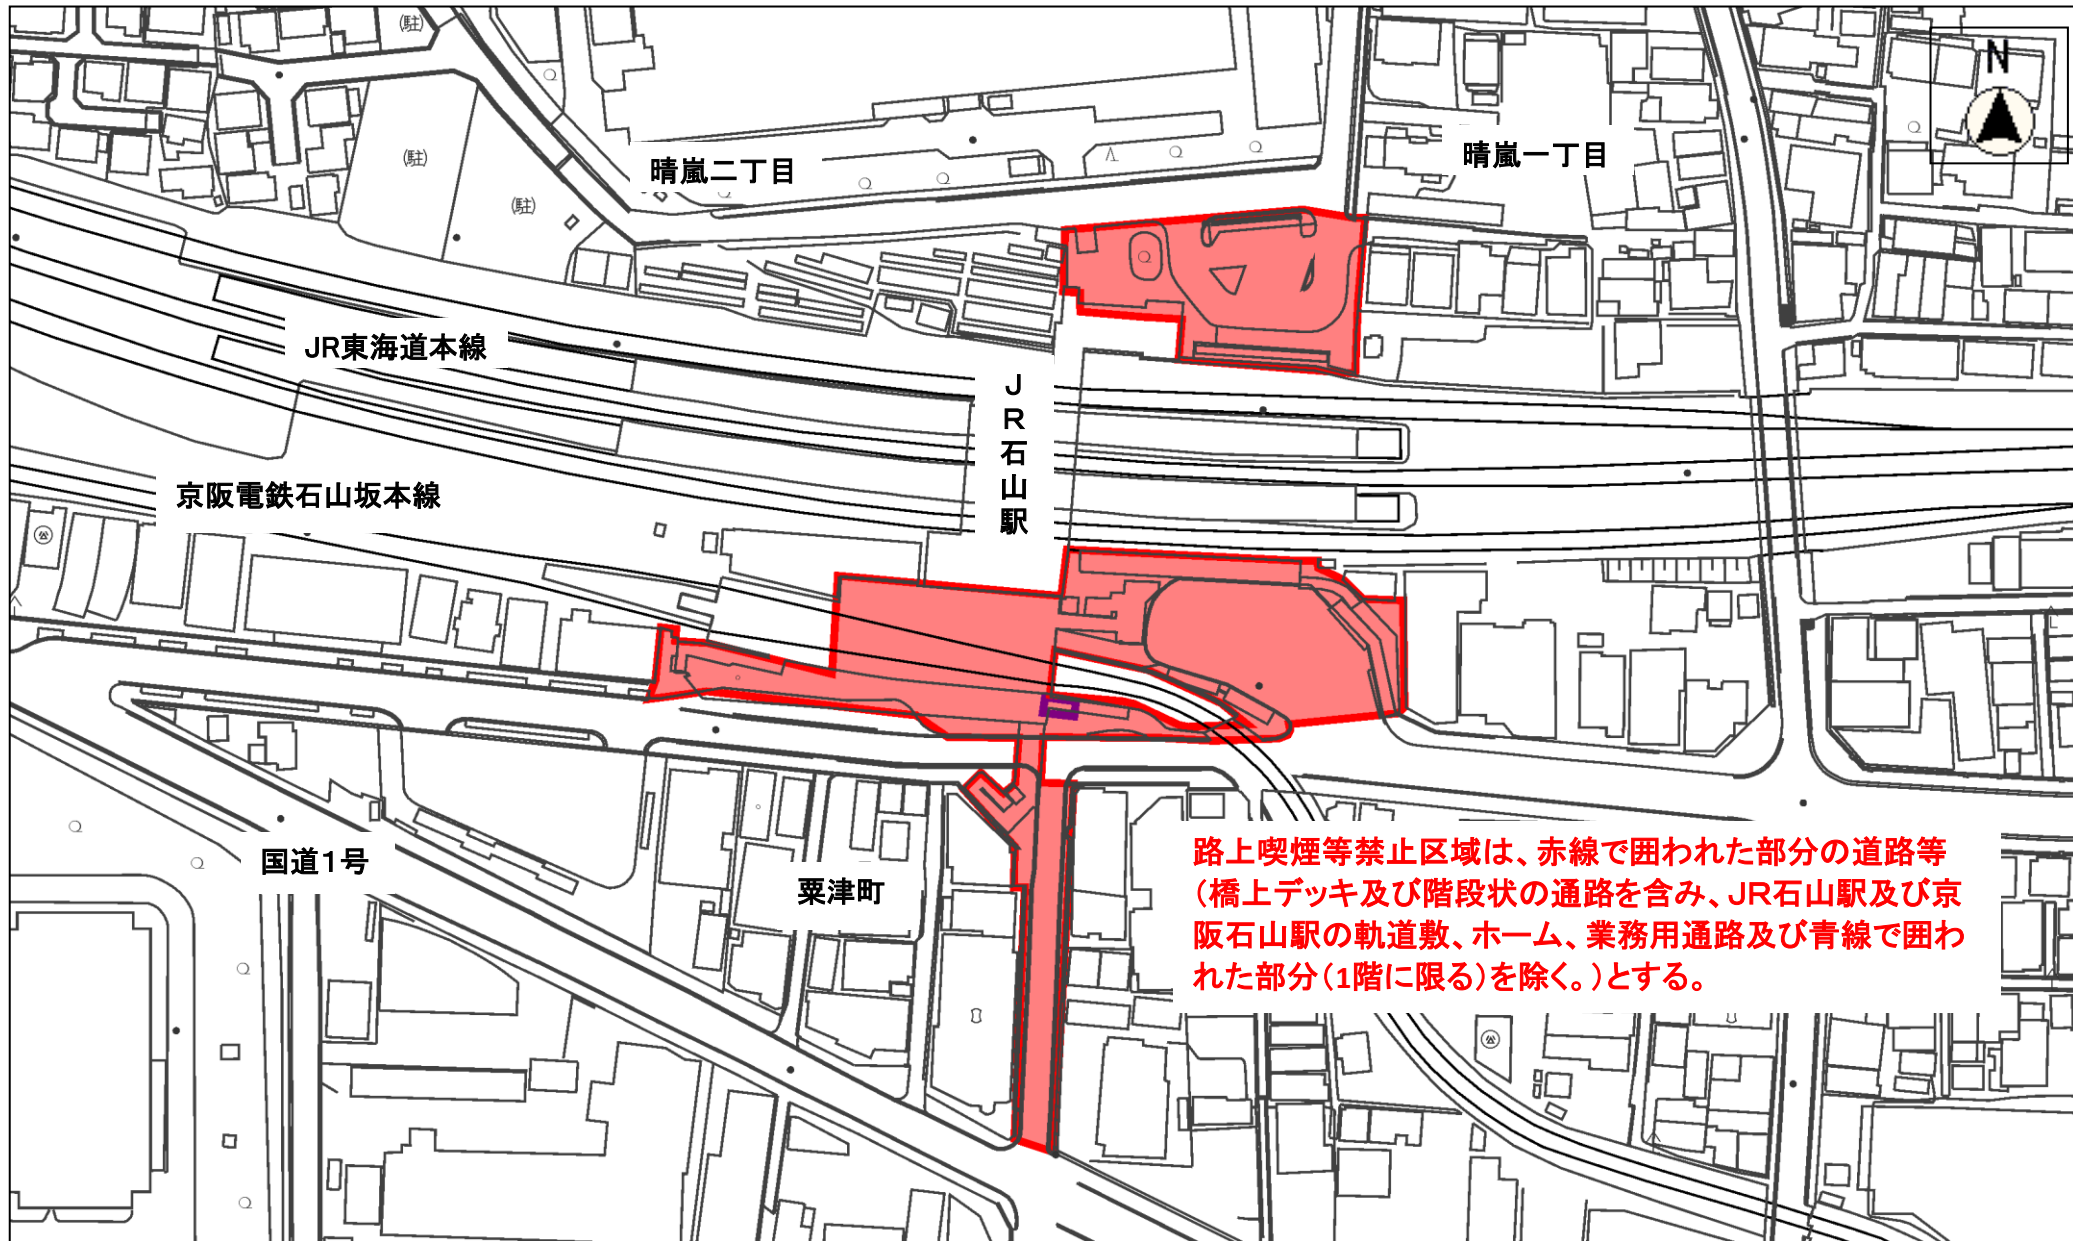 (駐)
N
晴嵐二丁目
晴嵐一丁目
(駐)
(駐)
JR東海道本線
JR石山駅
京阪電鉄石山坂本線
国道1号
粟津町
路上喫煙等禁止区域は、赤線で囲われた部分の道路等
(橋上デッキ及び階段状の通路を含み、JR石山駅及び京
阪石山駅の軌道敷、ホーム、業務用通路及び青線で囲わ
れた部分(1階に限る)を除く。)とする。